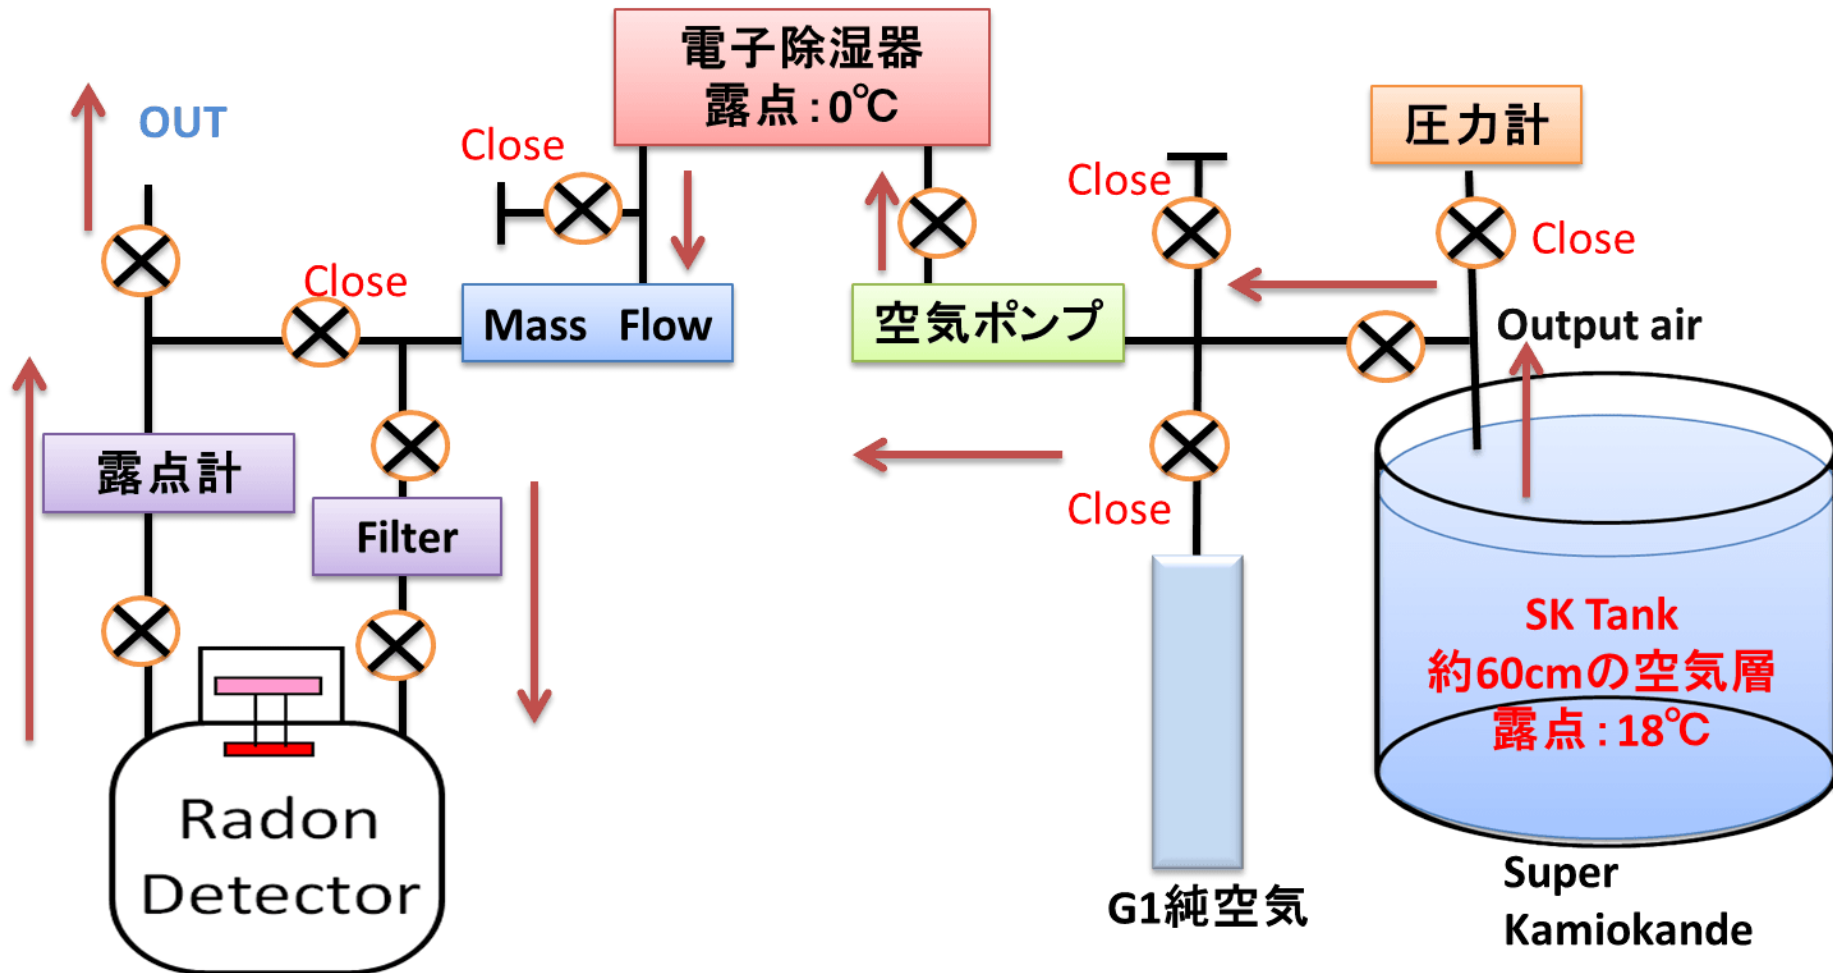 電子除湿器
露点：0℃
OUT
Close
圧力計
Close
Close
Close
Mass Flow
空気ポンプ
Output air
露点計
Filter
Close
SK Tank
約60cmの空気層
露点：18℃
Radon
Detector
G1純空気
Super
Kamiokande